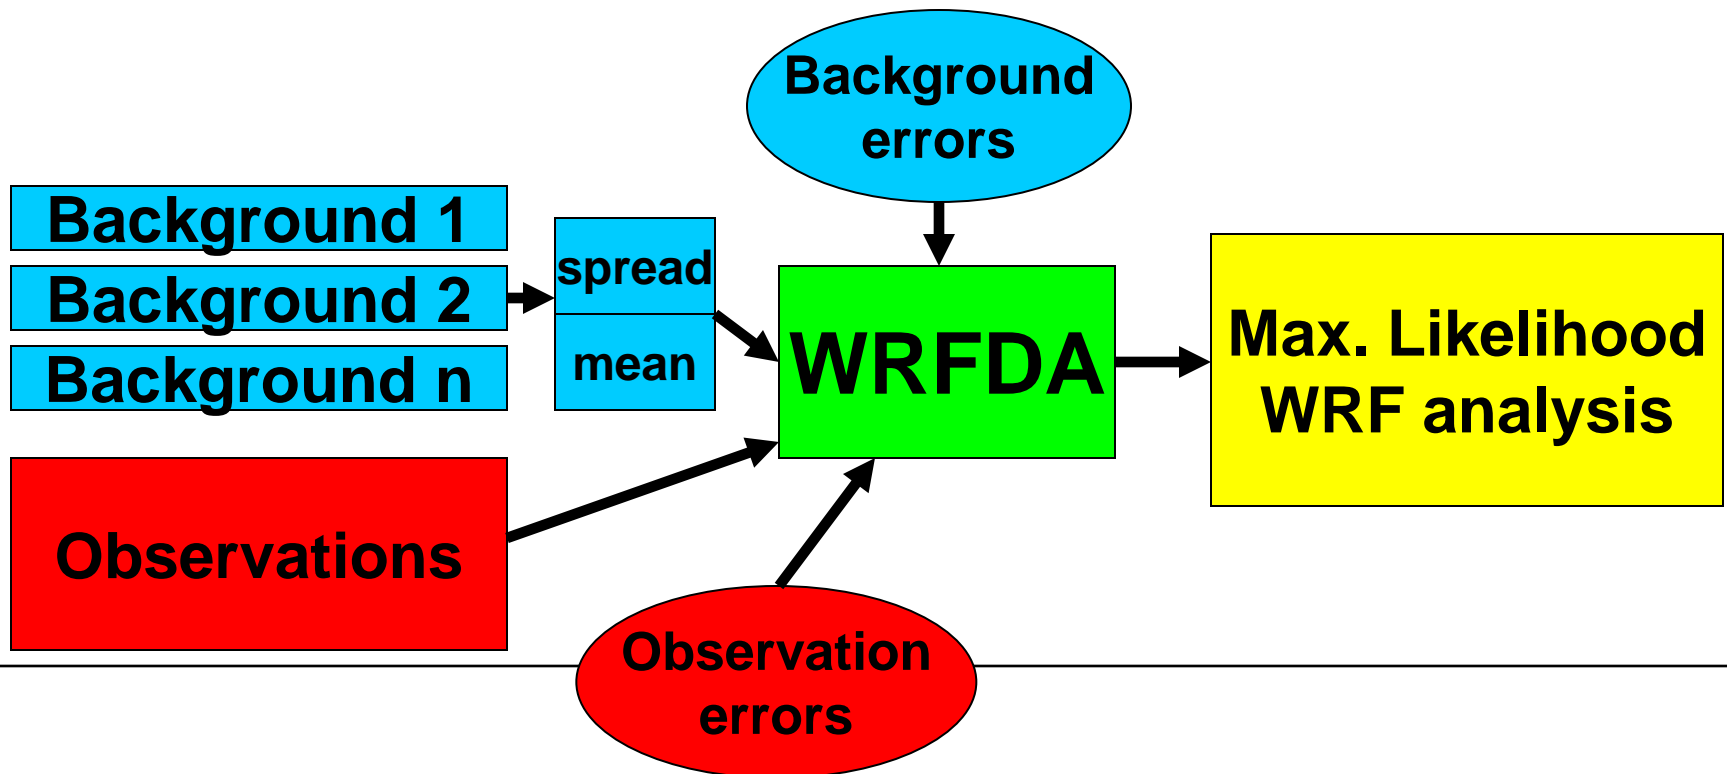 Background
errors
Background 1
Background 2
Background n
spread
mean
WRFDA
Max. Likelihood
WRF analysis
Observations
Observation
errors